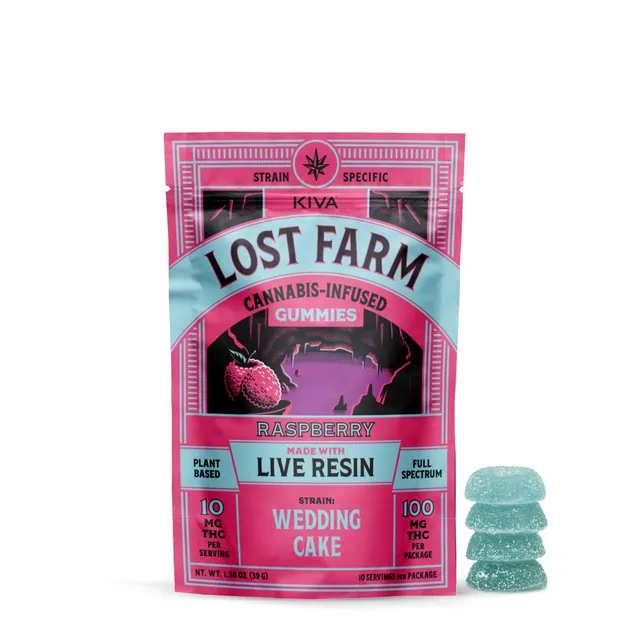 STRAIN SPECIFIC
KIVA
LOST FARM
CANNABIS-INFUSED
GUMMIES
RASPBERRY
MADE WITH
LIVE RESIN
PLANT
BASED
FULL
SPECTRUM
STRAIN:
WEDDING
CAKE
10
MG
THC
PER
SERVING
100
MG
THC
PER
PACKAGE
NT. WT. 1.38 OZ (39 G)
10 SERVINGS PER PACKAGE